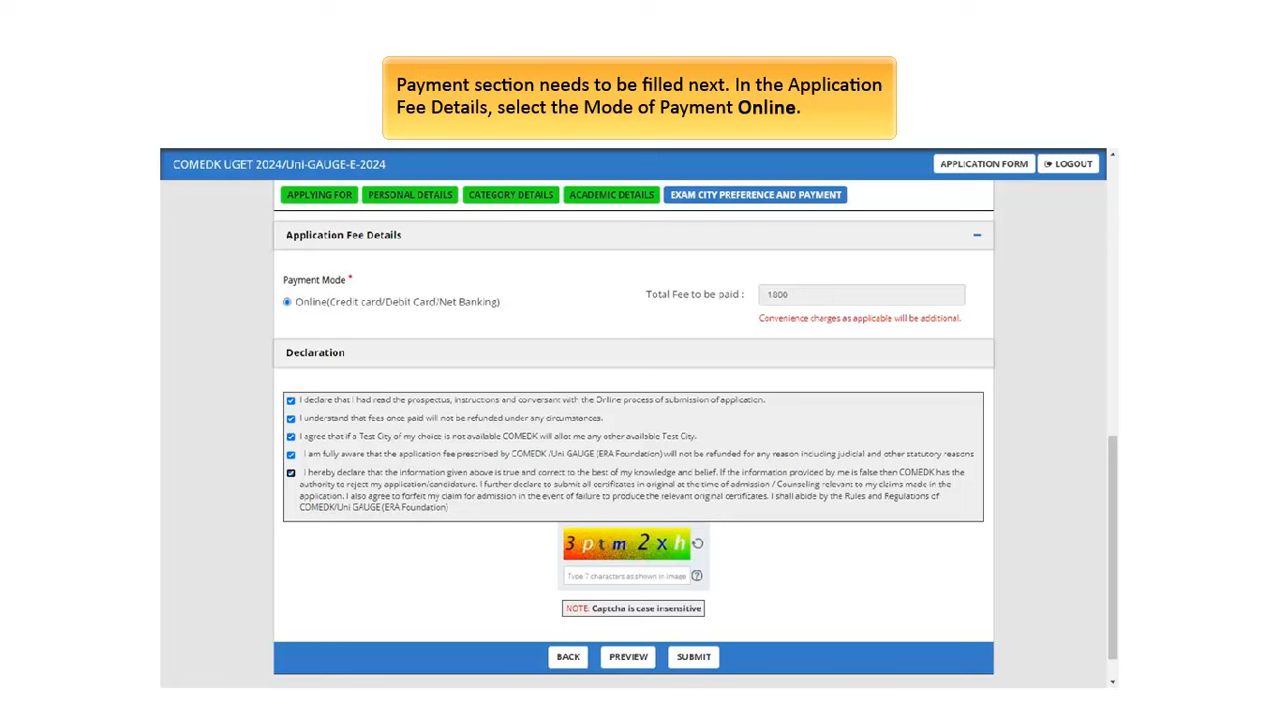 Payment section needs to be filled next. In the Application
Fee Details, select the Mode of Payment Online.
COMEDK UGET 2024/Uni-GAUGE-E-2024
APPLICATION FORM
LOGOUT
APPLYING FOR
PERSONAL DETAILS
CATEGORY DETAILS
ACADEMIC DETAILS
EXAM CITY PREFERENCE AND PAYMENT
Application Fee Details
Payment Mode *
Online(Credit card/Debit Card/Net Banking)
Total Fee to be paid :
1800
Convenience charges as applicable will be additional.
Declaration
I declare that I had read the prospectus, instructions and conversant with the Online process of submission of application.
I understand that fees once paid will not be refunded under any circumstances.
I agree that if a Test City of my choice is not available COMEDK will allot me any other available Test City.
I am fully aware that the application fee prescribed by COMEDK /Uni GAUGE (ERA Foundation) will not be refunded for any reason including judicial and other statutory reasons
I hereby declare that the information given above is true and correct to the best of my knowledge and belief. If the information provided by me is false then COMEDK has the
authority to reject my application/candidature. I further declare to submit all certificates in original at the time of admission / Counseling relevant to my claims made in the
application. I also agree to forfeit my claim for admission in the event of failure to produce the relevant original certificates. I shall abide by the Rules and Regulations of
COMEDK/Uni GAUGE (ERA Foundation)
3 p t m 2 x h
Type 7 characters as shown in image
NOTE: Captcha is case insensitive
BACK
PREVIEW
SUBMIT